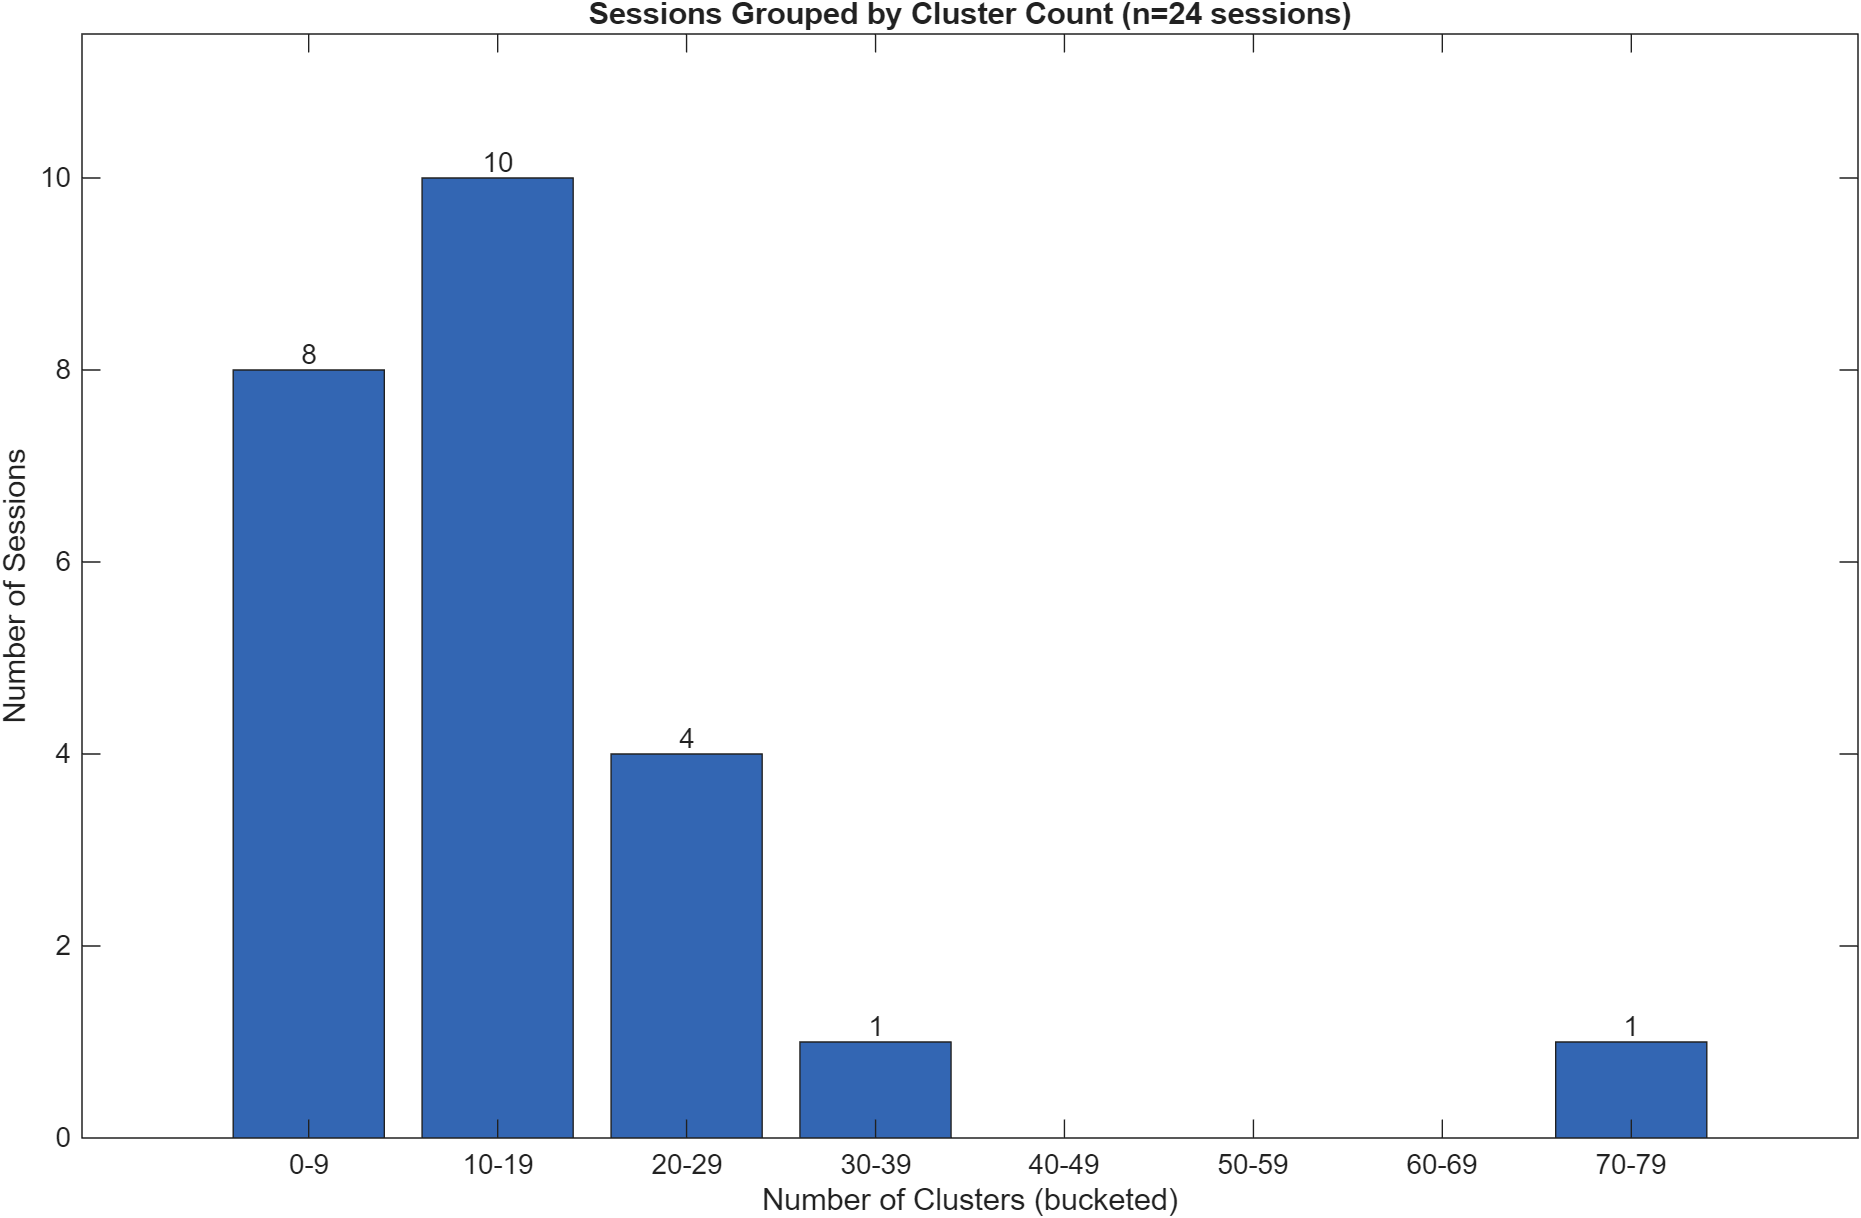 Sessions Grouped by Cluster Count (n=24 sessions)
Number of Sessions
10
8
6
4
2
0
8
10
4
1
1
0-9 10-19 20-29 30-39 40-49 50-59 60-69 70-79
Number of Clusters (bucketed)